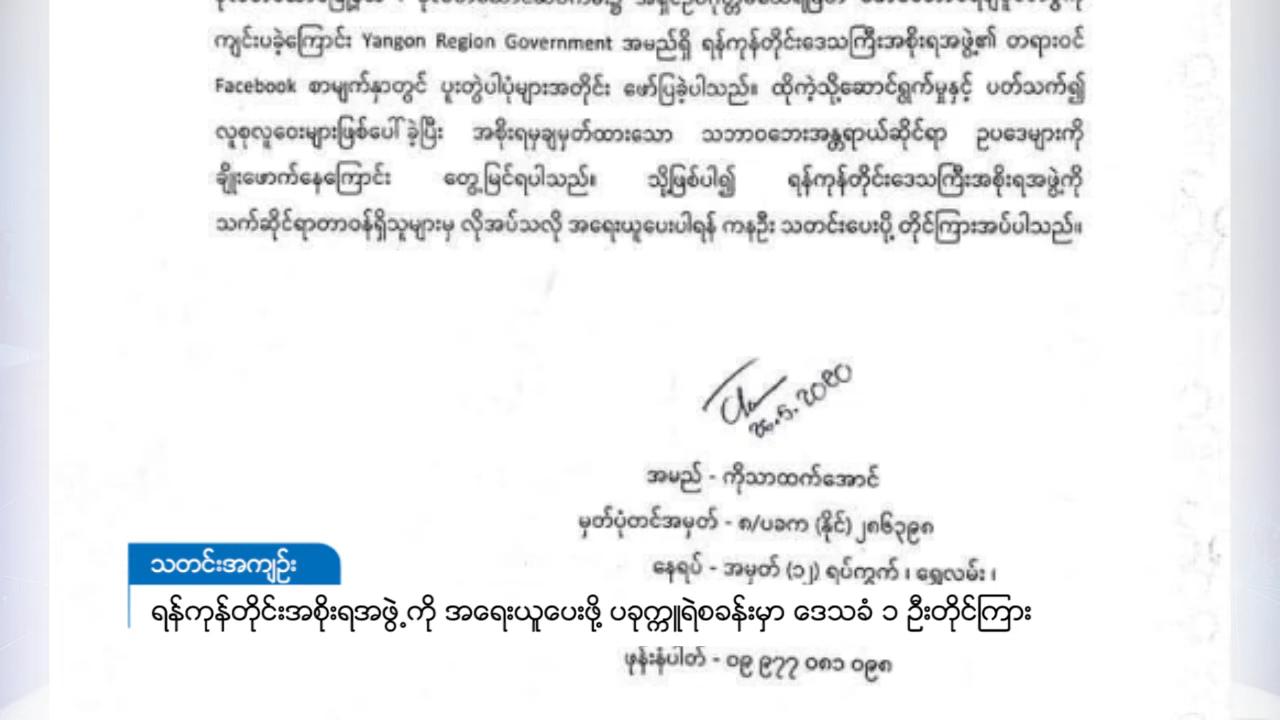 ကျင်းပခဲ့ကြောင်း Yangon Region Government အမည်ရှိ ရန်ကုန်တိုင်းဒေသကြီးအစိုးရအဖွဲ့၏ တရားဝင်
Facebook စာမျက်နှာတွင် ပူးတွဲပါပုံများအတိုင်း ဖော်ပြခဲ့ပါသည်။ ထိုကဲ့သို့ဆောင်ရွက်မှုနှင့် ပတ်သက်၍
လူစုလူဝေးများဖြစ်ပေါ်ခဲ့ပြီး အစိုးရမှချမှတ်ထားသော သဘာဝဘေးအန္တရာယ်ဆိုင်ရာ ဥပဒေများကို
ချိုးဖောက်နေကြောင်း တွေ့မြင်ရပါသည်။ သို့ဖြစ်ပါ၍ ရန်ကုန်တိုင်းဒေသကြီးအစိုးရအဖွဲ့ကို
သက်ဆိုင်ရာတာဝန်ရှိသူများမှ လိုအပ်သလို အရေးယူပေးပါရန် ကနဦး သတင်းပေးပို့ တိုင်ကြားအပ်ပါသည်။
အမည် - ကိုသာထက်အောင်
မှတ်ပုံတင်အမှတ် - ၈/ပခက (နိုင်) ၂၈၆၃၉၈
နေရပ် - အမှတ် (၁၂) ရပ်ကွက် ၊ ရွှေလမ်း ၊
သတင်းအကျဉ်း
ရန်ကုန်တိုင်းအစိုးရအဖွဲ့ကို အရေးယူပေးဖို့ ပခုက္ကူရဲစခန်းမှာ ဒေသခံ ၁ ဦးတိုင်ကြား
ဖုန်းနံပါတ် - ၀၉ ၉၇၇ ၀၈၁ ၀၉၈